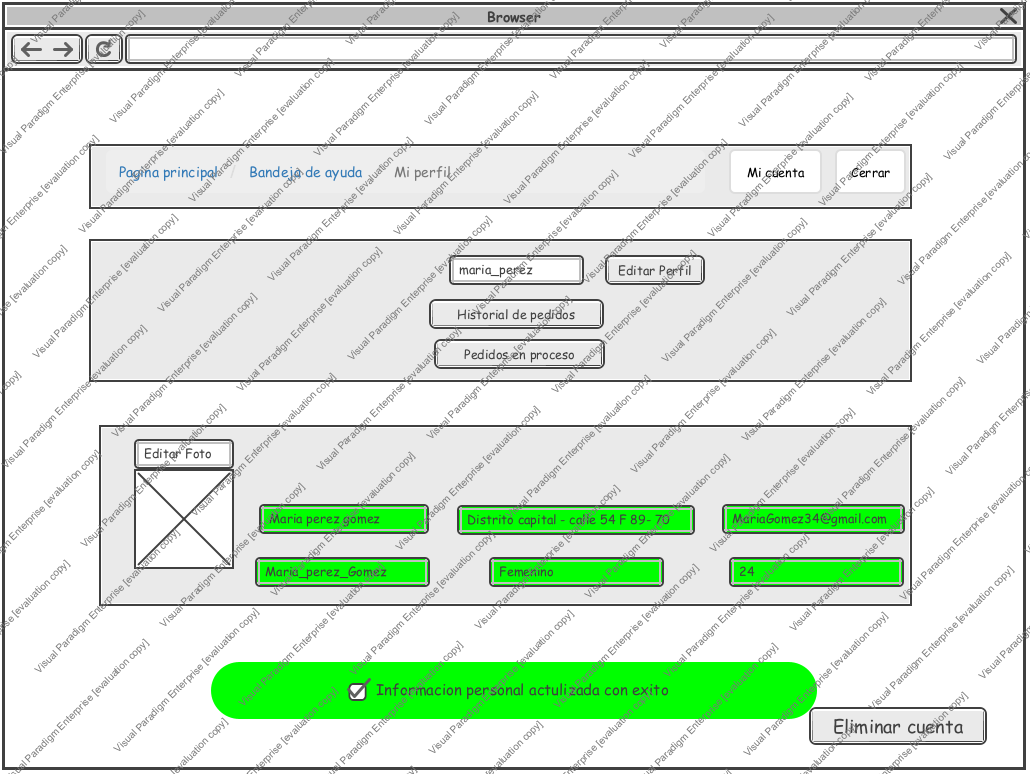 Browser
Pagina principal / Bandeja de ayuda Mi perfil Mi cuenta Cerrar
maria_perez Editar Perfil
Historial de pedidos
Pedidos en proceso
Editar Foto
Maria perez gomez Distrito capital - calle 54 F 89- 70 MariaGomez34@gmail.com
Maria_perez_Gomez Femenino 24
Informacion personal actulizada con exito
Eliminar cuenta
Visual Paradigm Enterprise [evaluation copy]